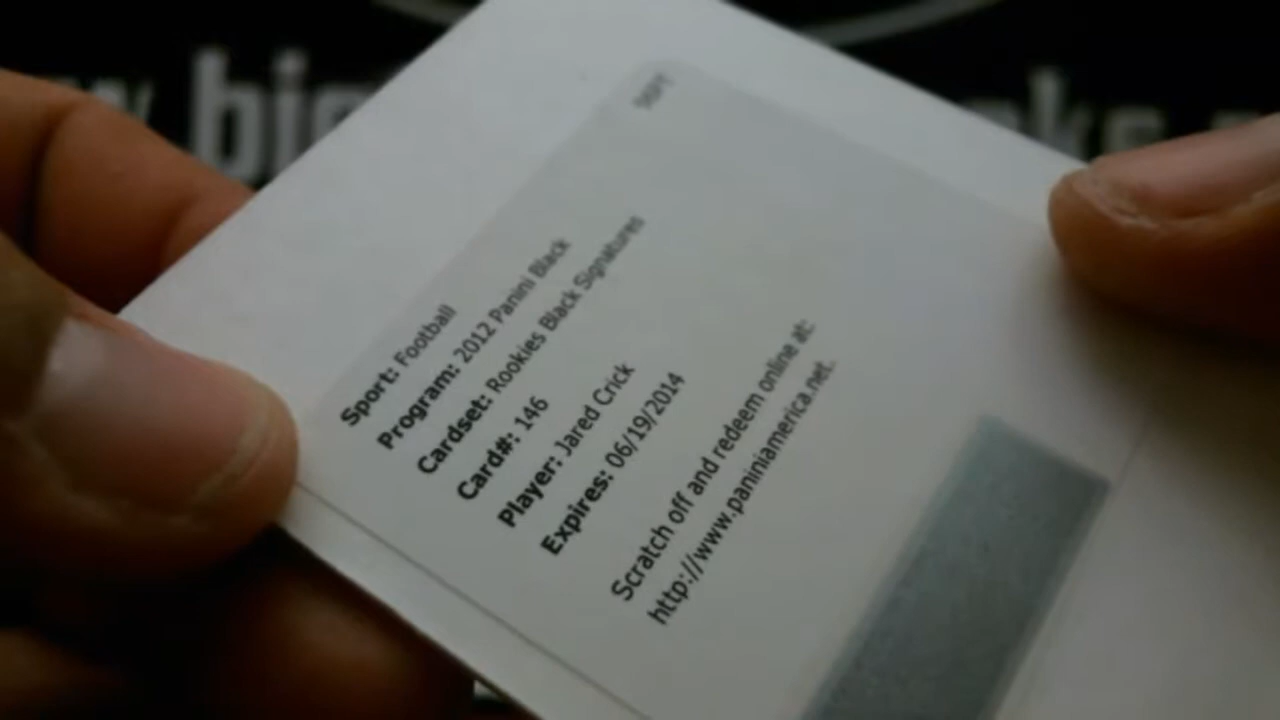 Sport: Football
Program: 2012 Panini Black
Cardset: Rookies Black Signatures
Card#: 146
Player: Jared Crick
Expires: 06/19/2014
Scratch off and redeem online at:
http://www.paniniamerica.net.